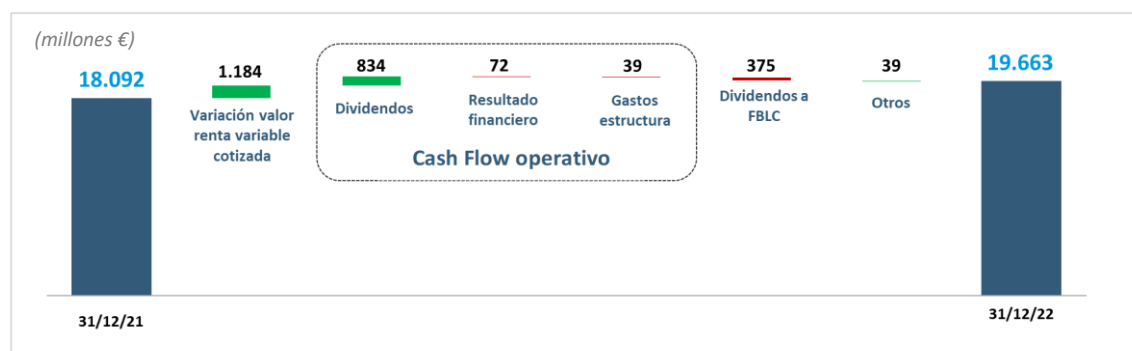 (millones €)
18.092
1.184
Variación valor
renta variable
cotizada
834
Dividendos
72
Resultado
financiero
39
Gastos
estructura
Cash Flow operativo
375
Dividendos a
FBLC
39
Otros
19.663
31/12/21
31/12/22